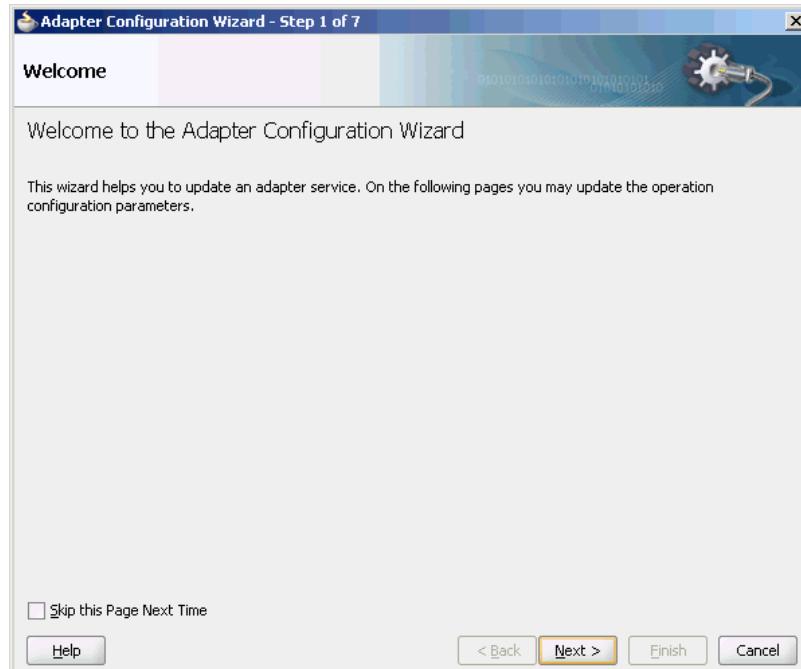 Adapter Configuration Wizard - Step 1 of 7
Welcome
Welcome to the Adapter Configuration Wizard
This wizard helps you to update an adapter service. On the following pages you may update the operation
configuration parameters.
Skip this Page Next Time
Help
< Back
Next >
Finish
Cancel